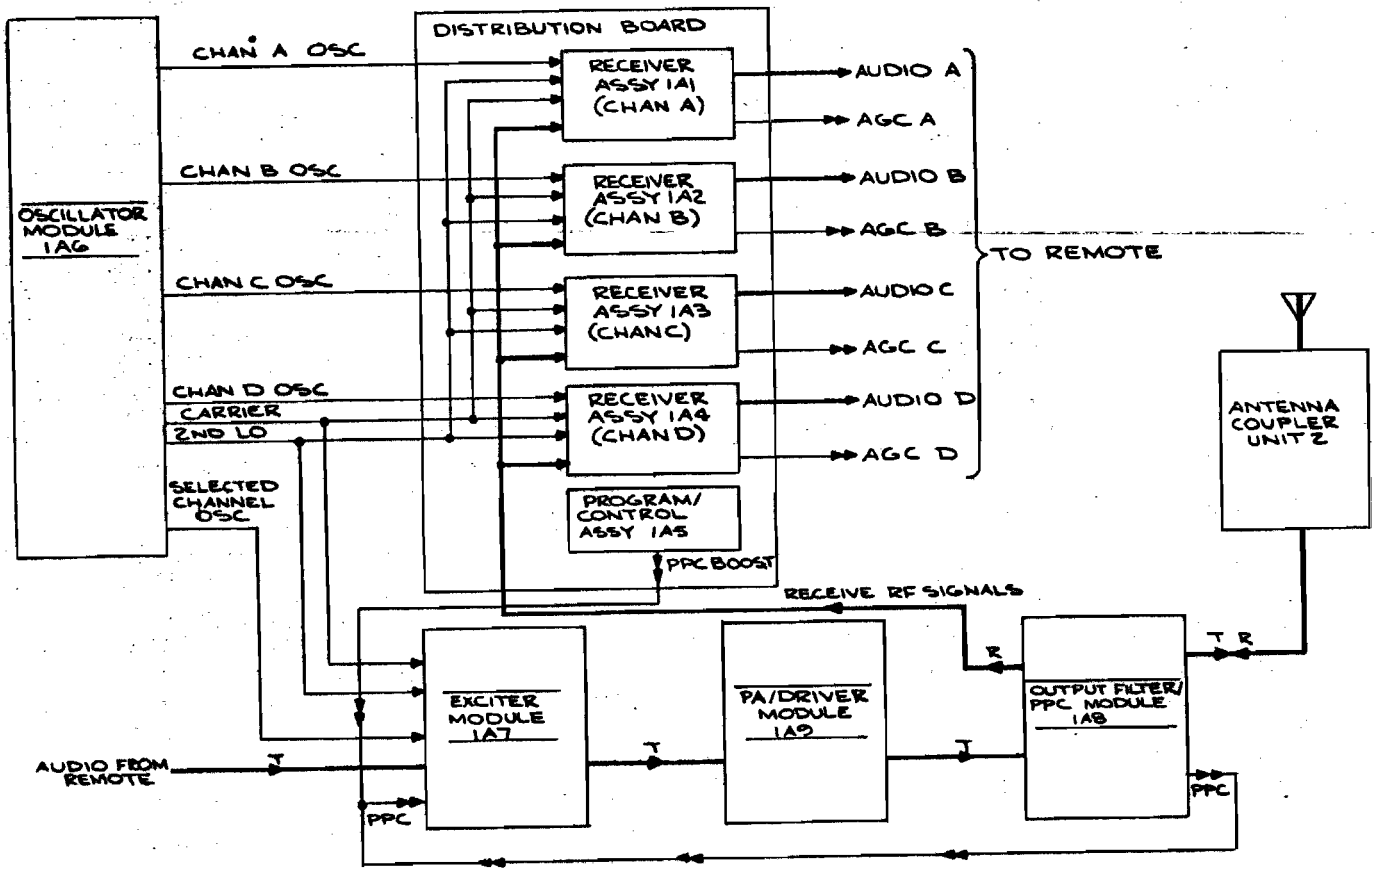 DISTRIBUTION BOARD
CHAN A OSC
RECEIVER
ASSY 1A1
(CHAN A)
AUDIO A
AGC A
CHAN B OSC
RECEIVER
ASSY 1A2
(CHAN B)
AUDIO B
AGC B
OSCILLATOR
MODULE
1A6
TO REMOTE
CHAN C OSC
RECEIVER
ASSY 1A3
(CHAN C)
AUDIO C
AGC C
CHAN D OSC
CARRIER
2ND LO
RECEIVER
ASSY 1A4
(CHAN D)
AUDIO D
AGC D
ANTENNA
COUPLER
UNIT 2
SELECTED
CHANNEL
OSC
PROGRAM/
CONTROL
ASSY 1A5
PPC BOOST
RECEIVE RF SIGNALS
R
T R
EXCITER
MODULE
1A7
PA/DRIVER
MODULE
1A9
OUTPUT FILTER/
PPC MODULE
1A8
AUDIO FROM
REMOTE
T
T
T
PPC
PPC